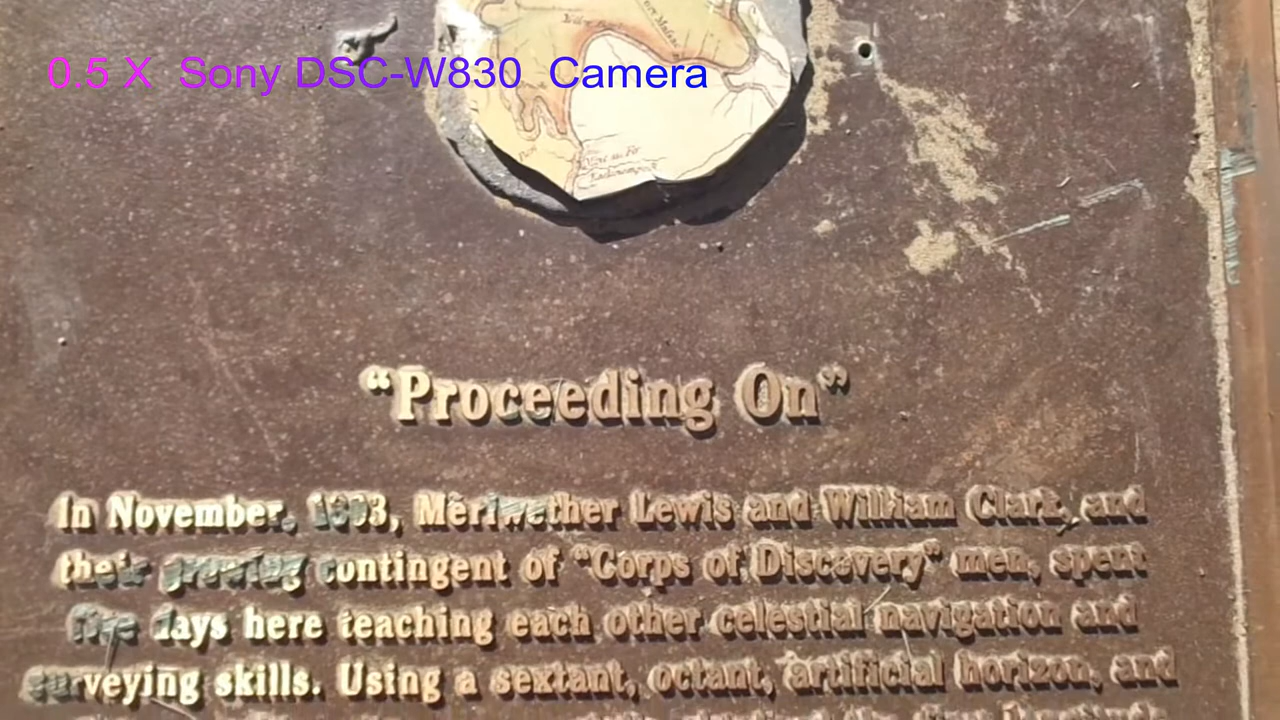 0.5 X Sony DSC-W830 Camera
"Proceeding On"
In November, 1803, Meriwether Lewis and William Clark, and
their growing contingent of "Corps of Discovery" men, spent
five days here teaching each other celestial navigation and
surveying skills. Using a sextant, octant, artificial horizon, and